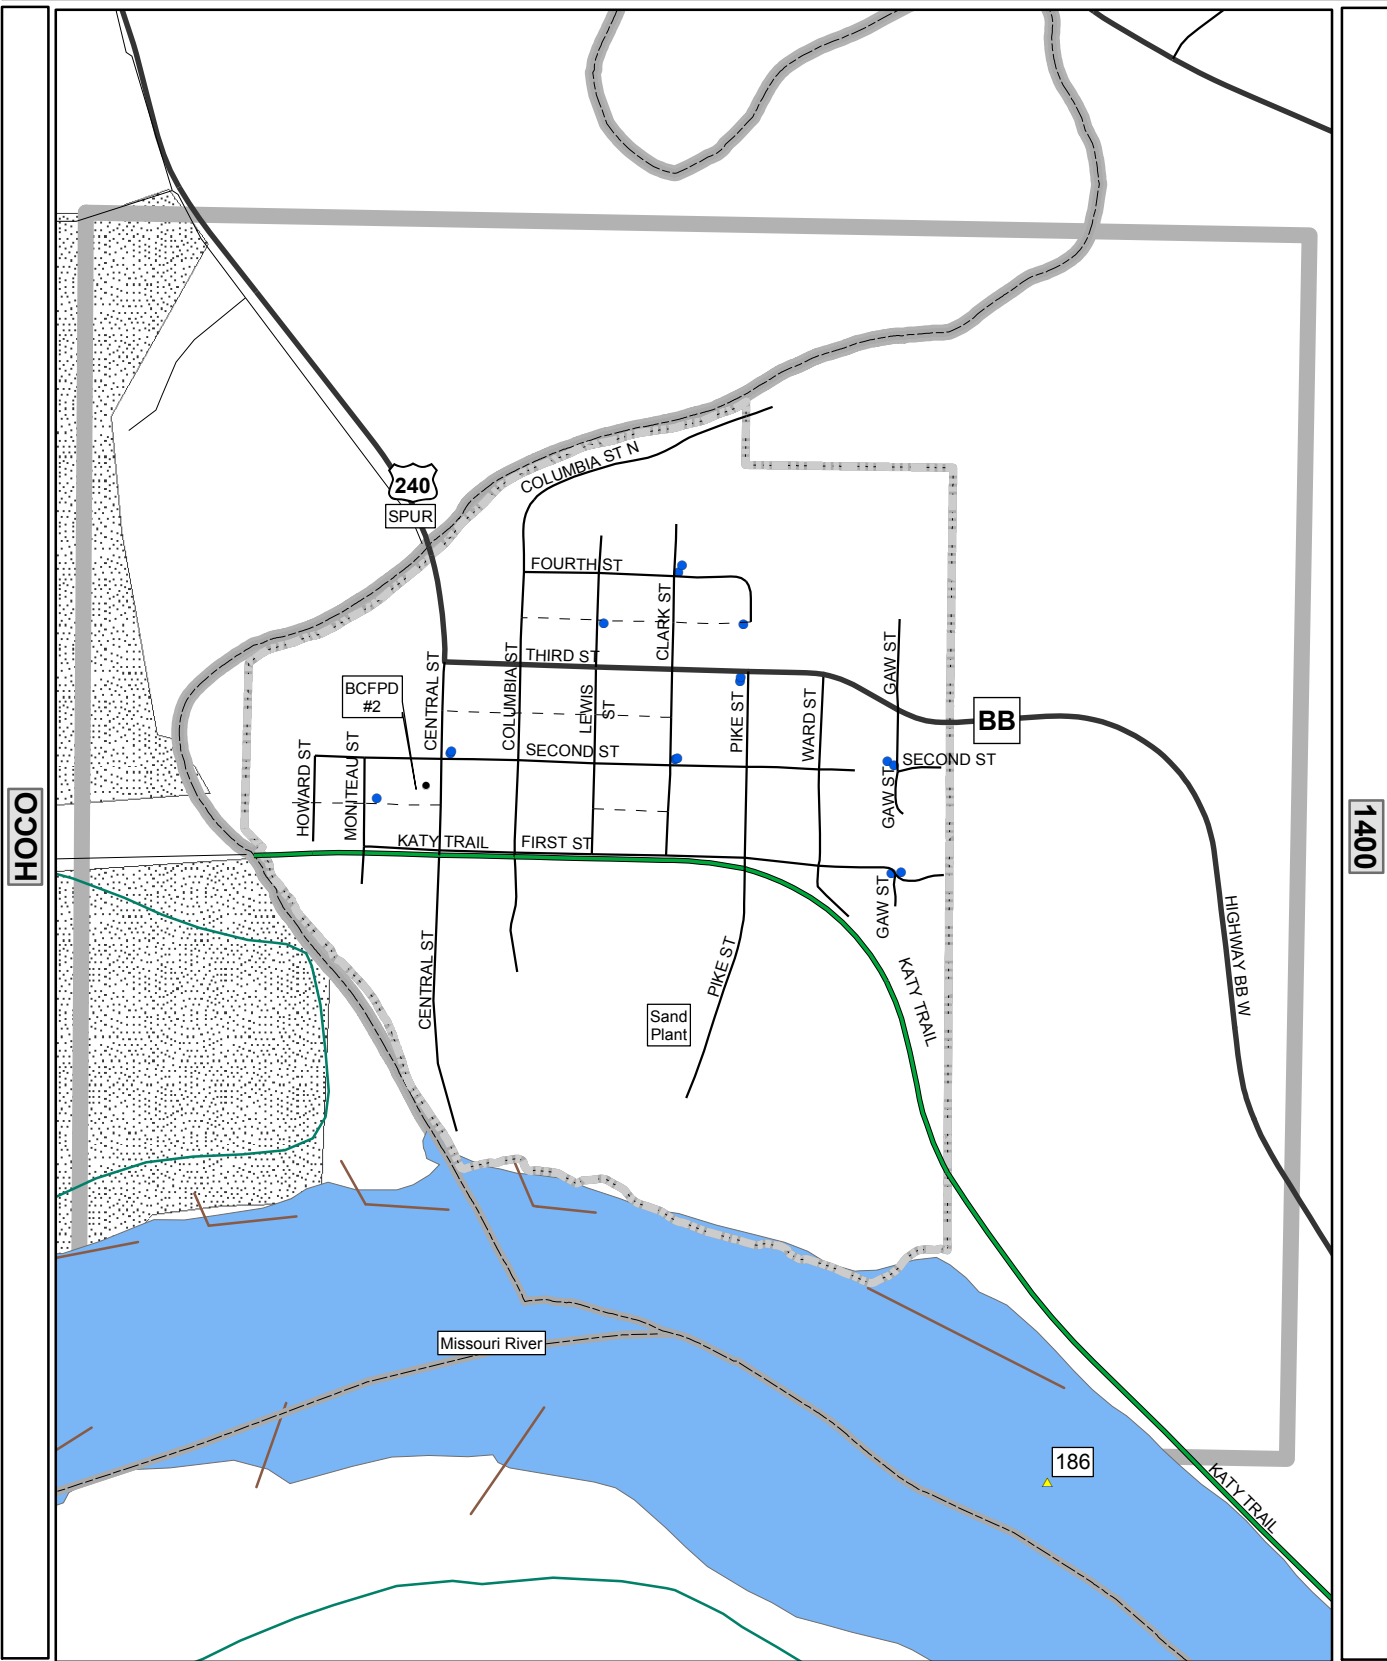 COLUMBIA ST N
240
SPUR
FOURTH ST
CLARK ST
THIRD ST
COLUMBIA ST
CENTRAL ST
GAW ST
BCFPD
#2
LEWIS
ST
PIKE ST
WARD ST
BB
SECOND ST
SECOND ST
HOWARD ST
MONITEAU ST
GAW ST
HOCO
1400
KATY TRAIL
FIRST ST
GAW ST
HIGHWAY BB W
CENTRAL ST
PIKE ST
KATY TRAIL
Sand
Plant
Missouri River
186
KATY TRAIL